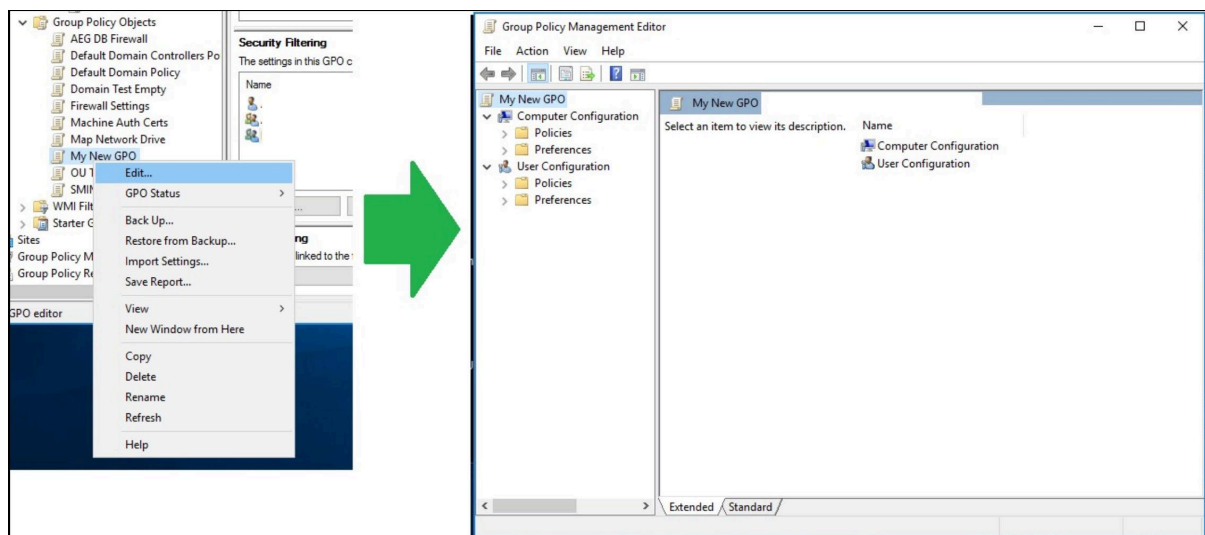 Group Policy Objects
AEG DB Firewall
Default Domain Controllers Po
Default Domain Policy
Domain Test Empty
Firewall Settings
Machine Auth Certs
Map Network Drive
My New GPO
OU T
SMIM
WMI Filt
Starter G
Sites
Group Policy M
Group Policy Re
GPO editor
Security Filtering
The settings in this GPO c
Name
...
ng
linked to the
Edit...
GPO Status
Back Up...
Restore from Backup...
Import Settings...
Save Report...
View
New Window from Here
Copy
Delete
Rename
Refresh
Help
Group Policy Management Editor
File Action View Help
My New GPO
Computer Configuration
Policies
Preferences
User Configuration
Policies
Preferences
My New GPO
Select an item to view its description.
Name
Computer Configuration
User Configuration
Extended
Standard